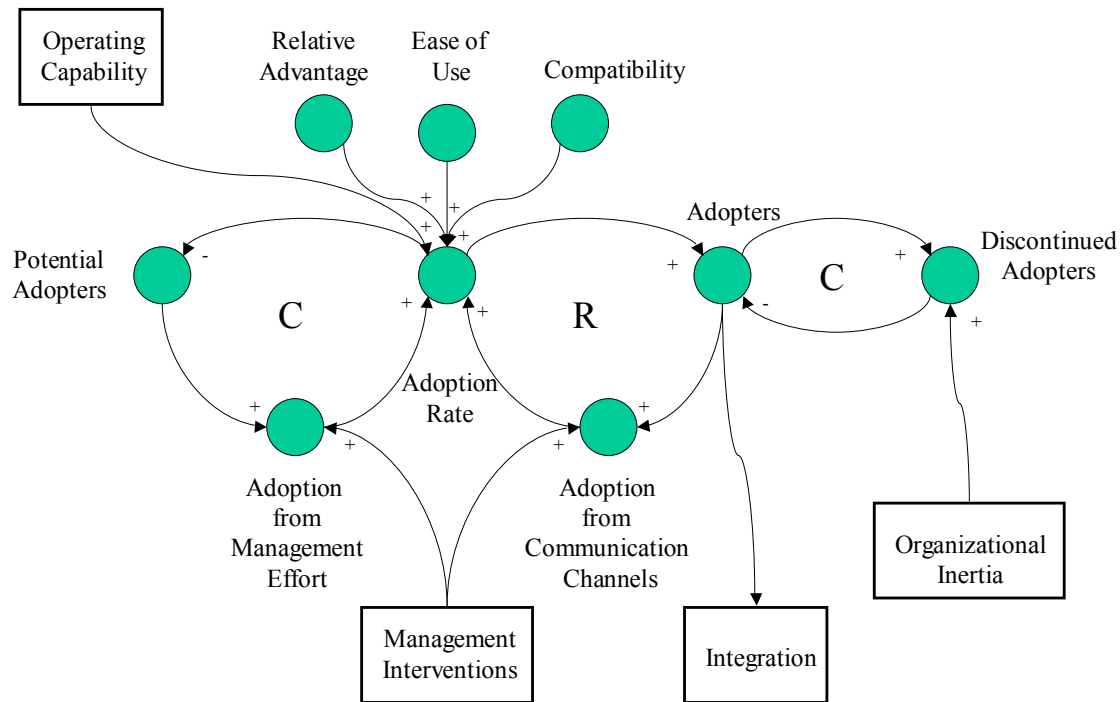 Operating
Capability
Relative
Advantage
Ease of
Use
Compatibility
+
+
+
+
Adopters
Potential
Adopters
-
+
+
-
Discontinued
Adopters
C
R
C
+
+
+
Adoption
Rate
+
+
+
+
Adoption
from
Management
Effort
Adoption
from
Communication
Channels
Organizational
Inertia
Management
Interventions
Integration